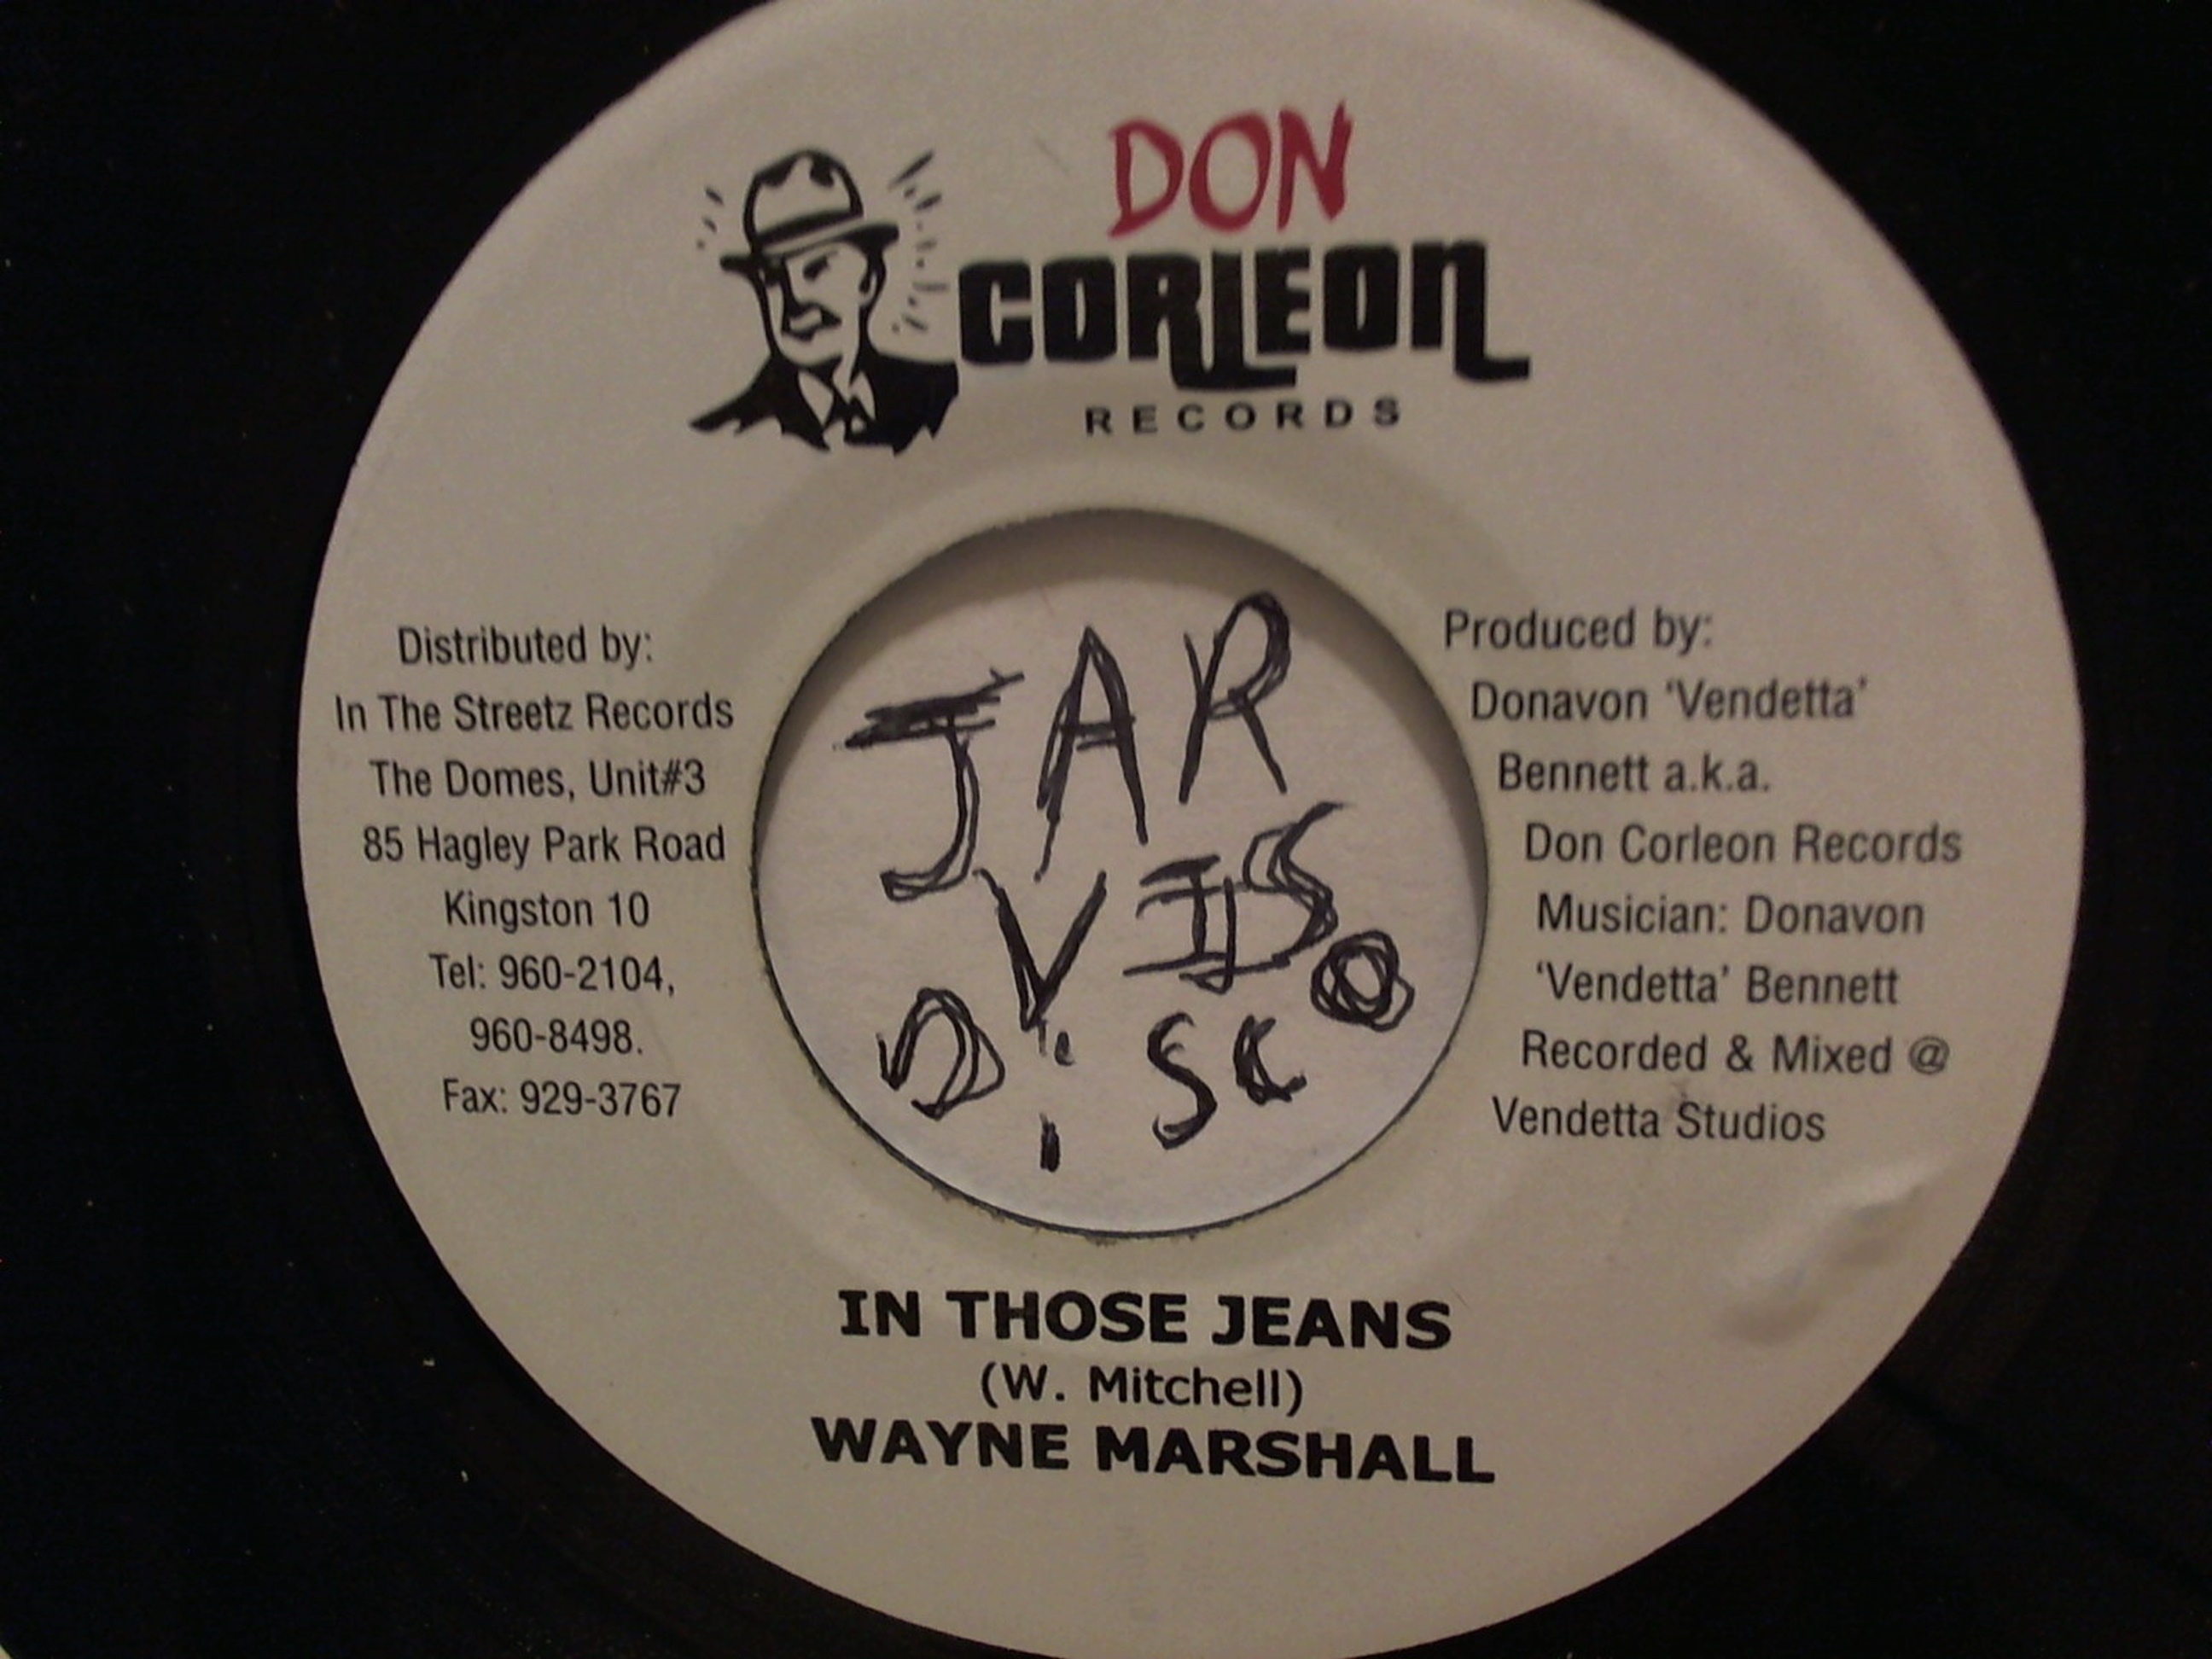 DON
CORLEON
RECORDS
Distributed by:
In The Streetz Records
The Domes, Unit#3
85 Hagley Park Road
Kingston 10
Tel: 960-2104,
960-8498.
Fax: 929-3767
JAR
VIS
DiSCO
Produced by:
Donavon ‘Vendetta’
Bennett a.k.a.
Don Corleon Records
Musician: Donavon
‘Vendetta’ Bennett
Recorded & Mixed @
Vendetta Studios
IN THOSE JEANS
(W. Mitchell)
WAYNE MARSHALL